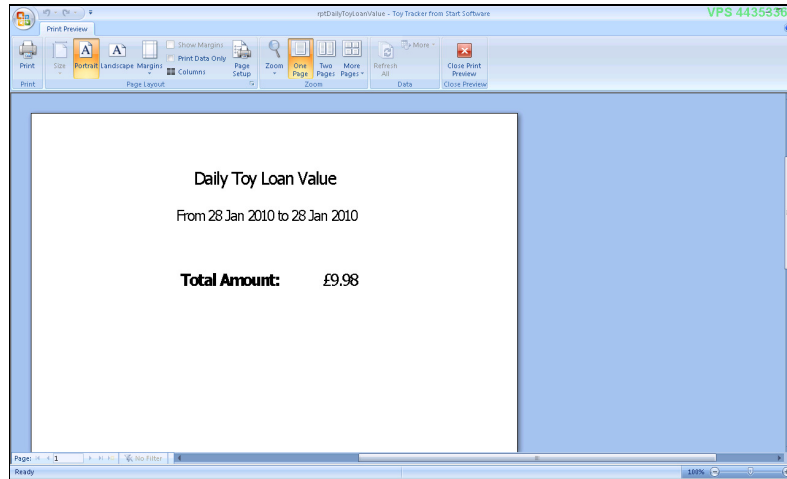 rptDailyToyLoanValue - Toy Tracker from Start Software
Print Preview
Print
Size
Portrait
Landscape
Margins
Show Margins
Print Data Only
Columns
Page Setup
Zoom
One Page
Two Pages
More Pages
Refresh All
More
Close Print Preview
Print
Page Layout
Zoom
Data
Close Preview
Daily Toy Loan Value
From 28 Jan 2010 to 28 Jan 2010
Total Amount: £9.98
Page: 1
No Filter
Ready
100%